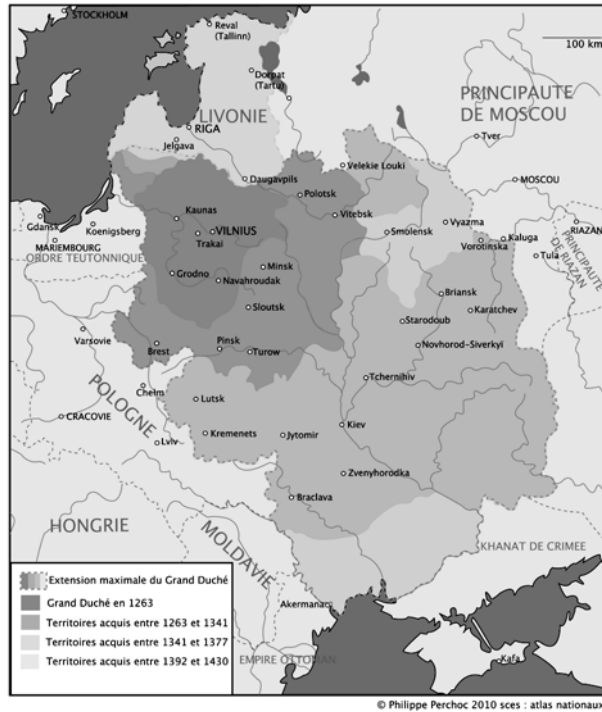 STOCKHOLM
Reval
(Tallinn)
100 km
Dorpat
(Tartu)
PRINCIPAUTE
DE MOSCOU
LIVONIE
RIGA
Tver
Jelgava
Velekie Louki
Daugavpils
MOSCOU
Polotsk
Kaunas
Vitebsk
Vyazma
Gdansk
Koenigsberg
VILNIUS
Trakai
Smolensk
Kaluga
RIAZAN
Vorotinska
MARIEMBOURG
ORDRE TEUTONNIQUE
Tula
PRINCIPAUTE
DE RIAZAN
Minsk
Grodno
Navahroudak
Briansk
Sloutsk
Karatchev
Starodoub
Varsovie
Brest
Pinsk
Turow
Novhorod-Siverkyi
Chełm
Tchernihiv
POLOGNE
Lutsk
CRACOVIE
Kiev
Kremenets
Jytomir
Lviv
Zvenyhorodka
Braclava
HONGRIE
MOLDAVIE
KHANAT DE CRIMEE
Extension maximale du Grand Duché
Grand Duché en 1263
Territoires acquis entre 1263 et 1341
Territoires acquis entre 1341 et 1377
Territoires acquis entre 1392 et 1430
Akermanac
EMPIRE OTTOMAN
Kafa
© Philippe Perchoc 2010 sces : atlas nationaux